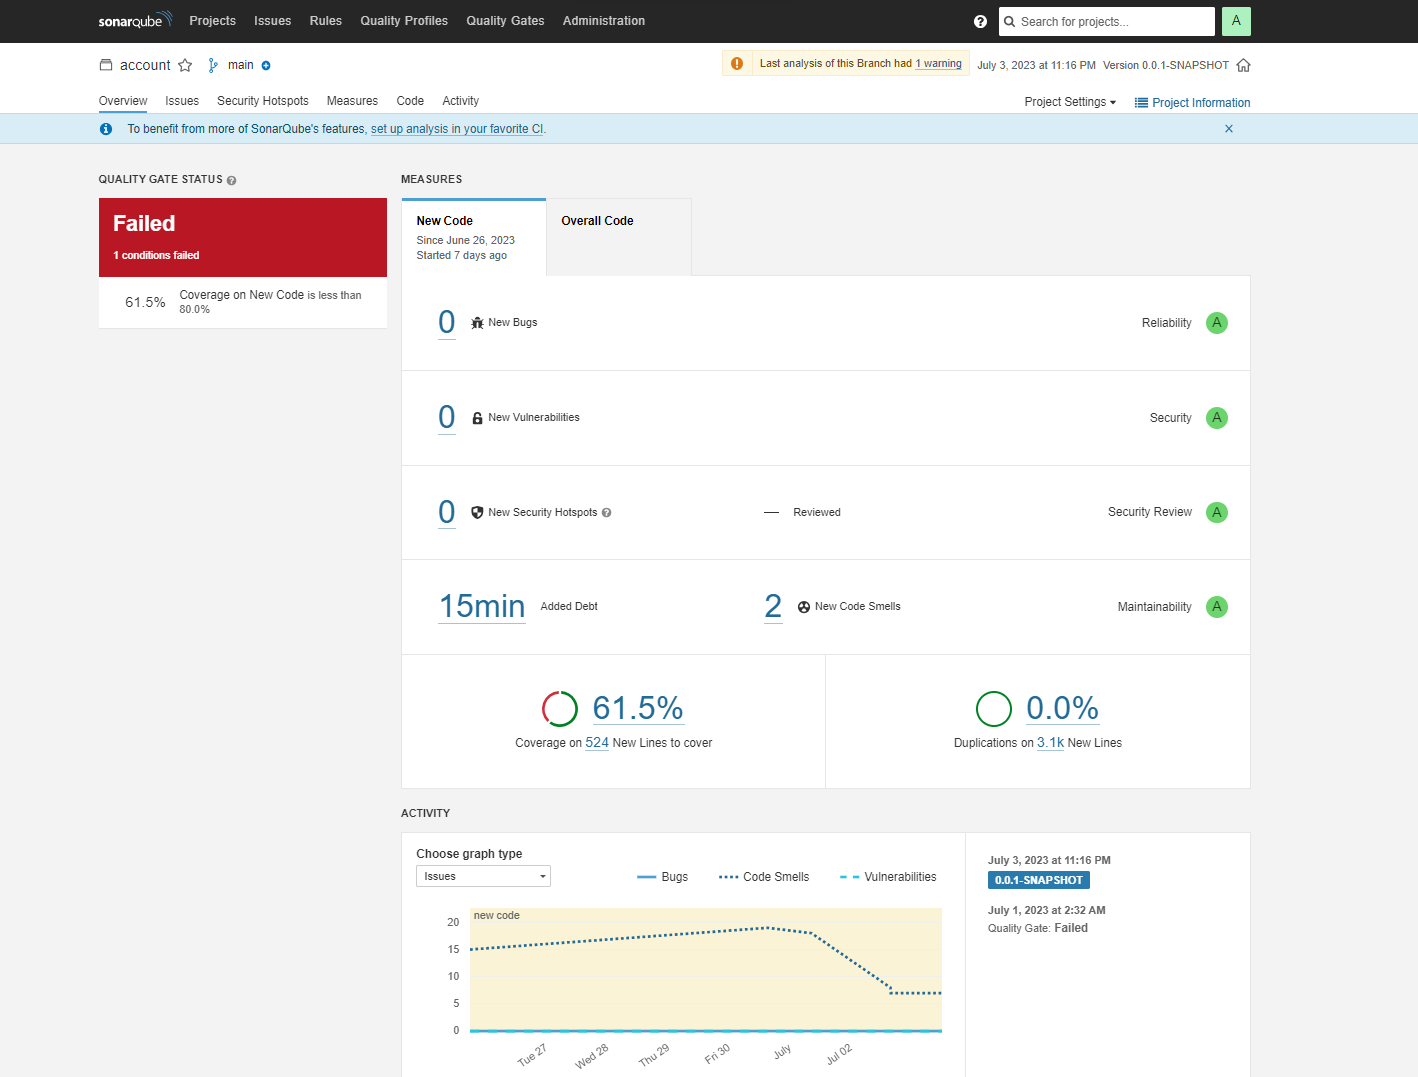 sonarqube Projects Issues Rules Quality Profiles Quality Gates Administration ? Search for projects... A
account main Last analysis of this Branch had 1 warning July 3, 2023 at 11:16 PM Version 0.0.1-SNAPSHOT
Overview Issues Security Hotspots Measures Code Activity Project Settings Project Information
To benefit from more of SonarQube's features, set up analysis in your favorite CI.
QUALITY GATE STATUS ?
Failed
1 conditions failed
61.5% Coverage on New Code is less than
80.0%
MEASURES
New Code
Since June 26, 2023
Started 7 days ago
Overall Code
0 New Bugs Reliability A
0 New Vulnerabilities Security A
0 New Security Hotspots ? — Reviewed Security Review A
15min Added Debt 2 New Code Smells Maintainability A
61.5%
Coverage on 524 New Lines to cover
0.0%
Duplications on 3.1k New Lines
ACTIVITY
Choose graph type
Issues
Bugs Code Smells Vulnerabilities
new code
20
15
10
5
0
Tue 27 Wed 28 Thu 29 Fri 30 July Jul 02
July 3, 2023 at 11:16 PM
0.0.1-SNAPSHOT
July 1, 2023 at 2:32 AM
Quality Gate: Failed